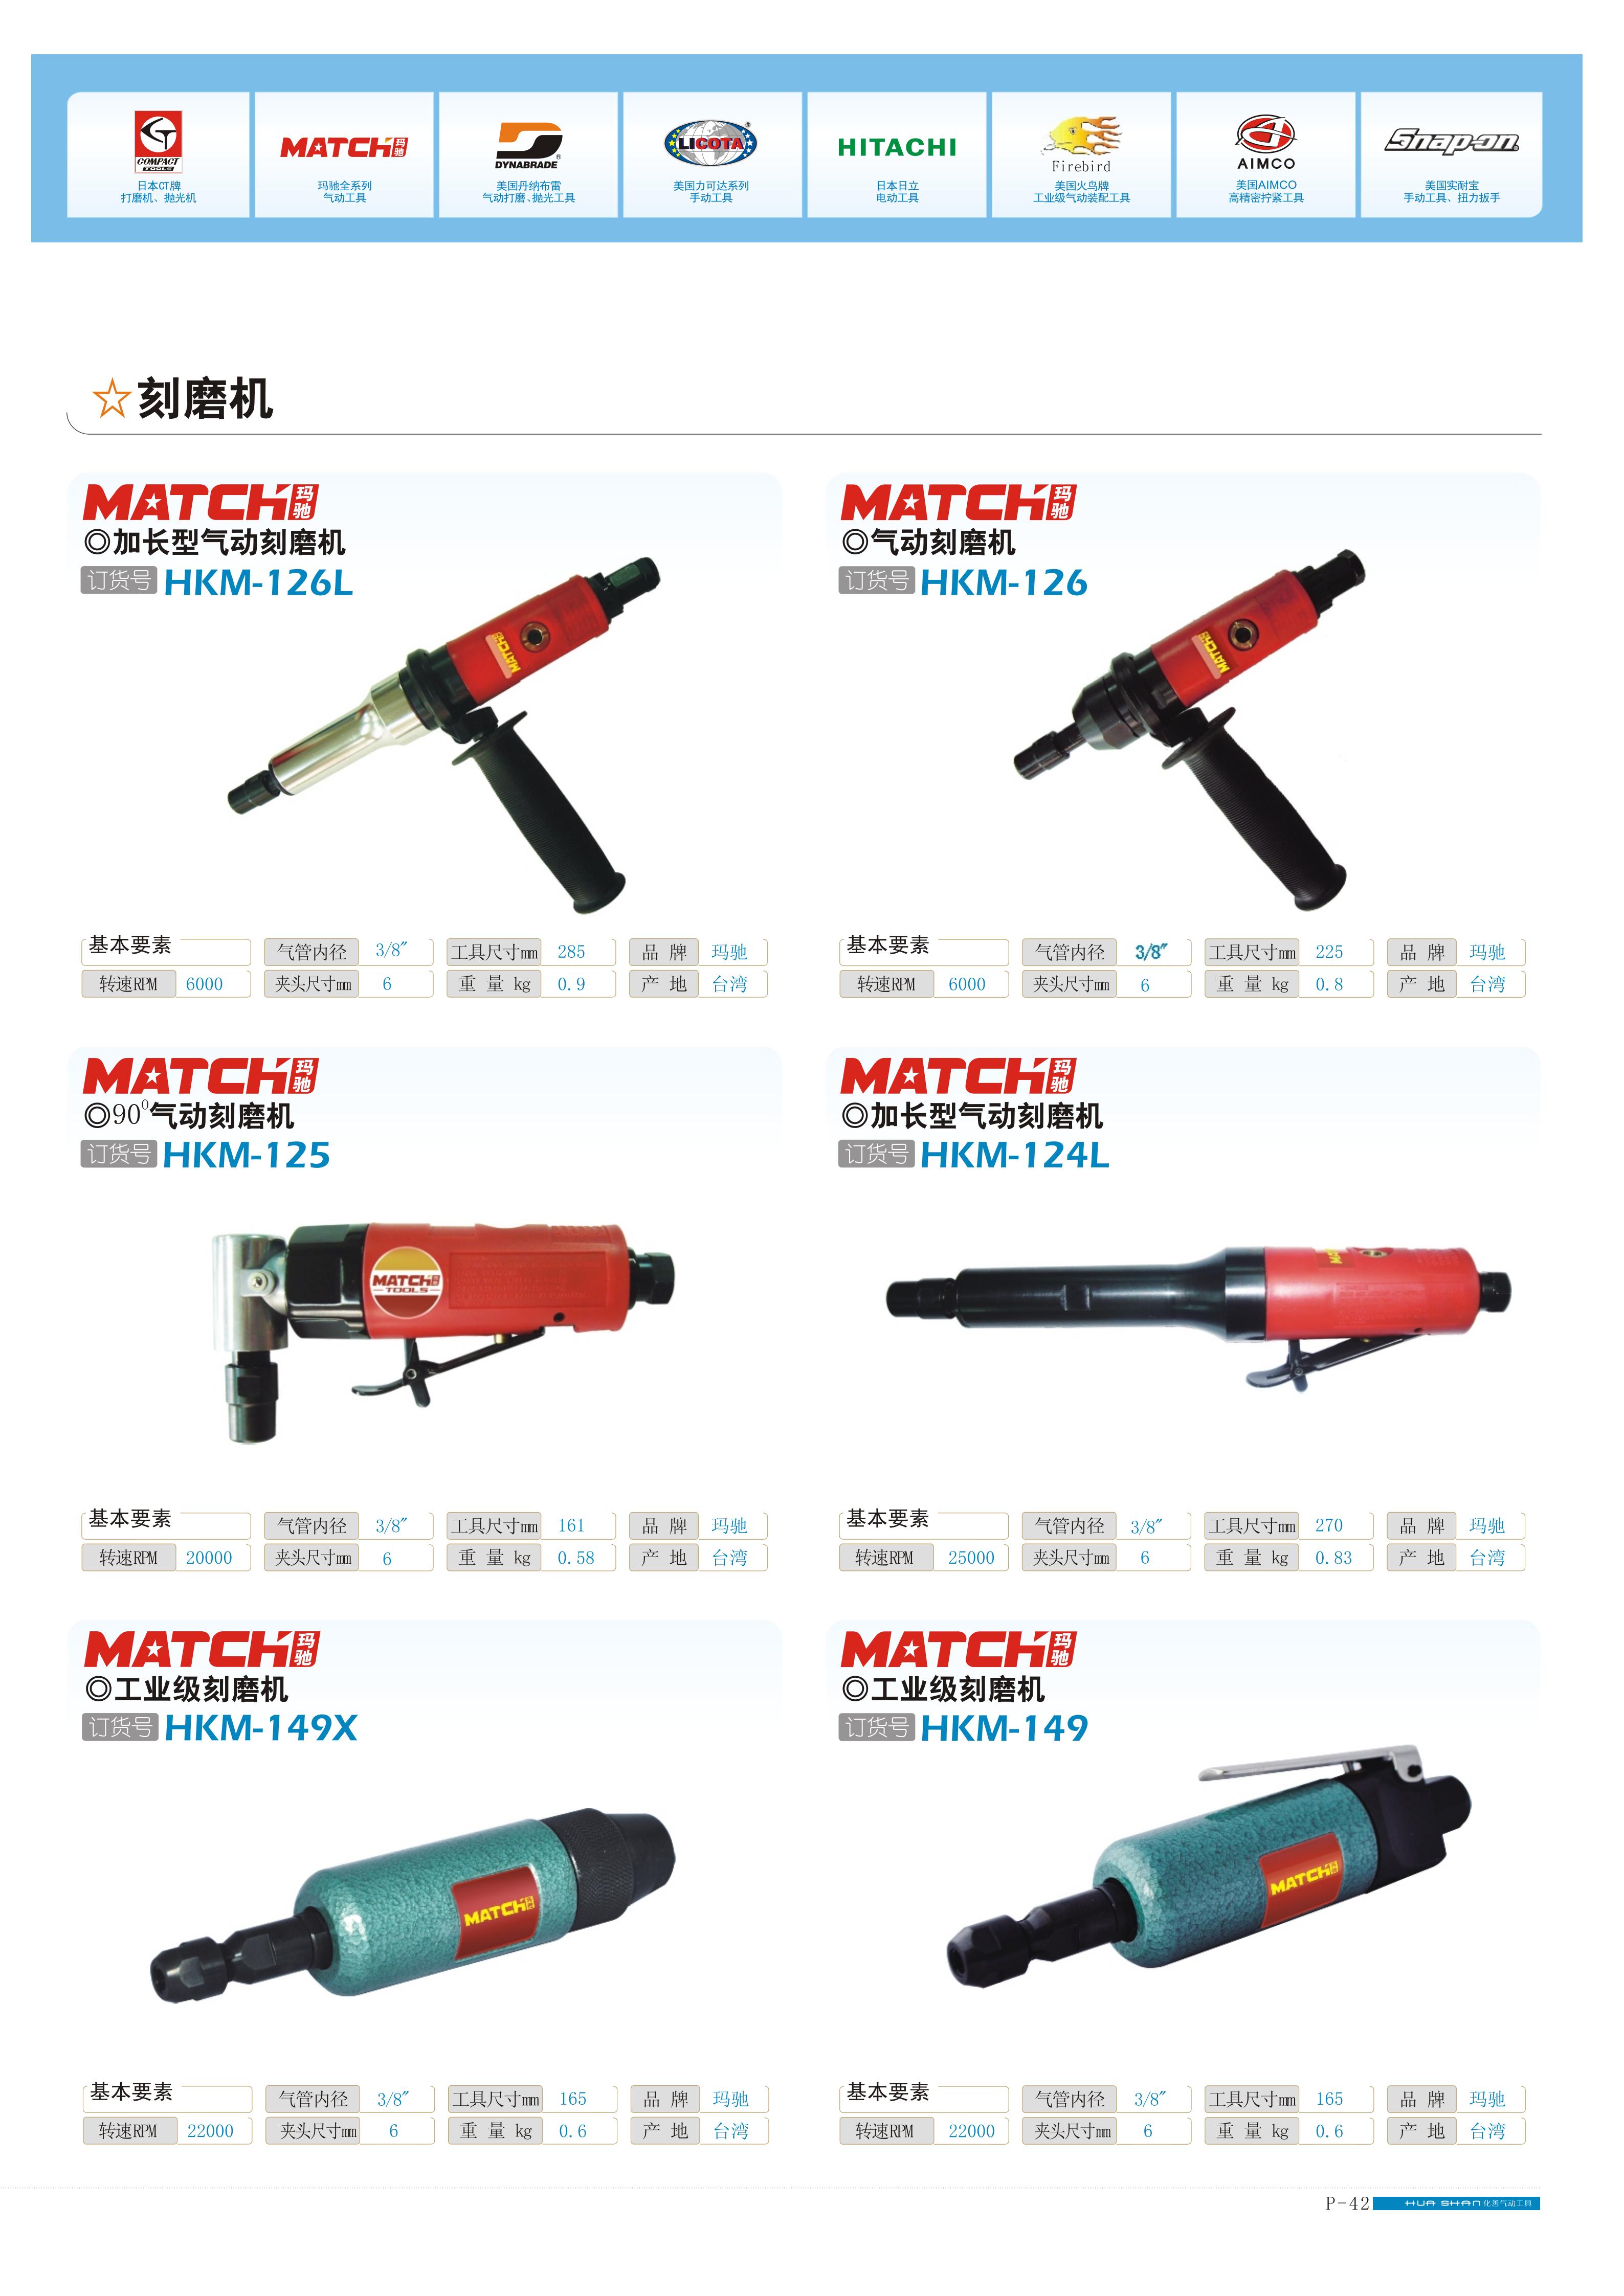 COMPACT
TOOLS
日本CT牌
打磨机、抛光机
MATCH玛驰
玛驰全系列
气动工具
DYNABRADE®
美国丹纳布雷
气动打磨、抛光工具
LICOTA®
美国力可达系列
手动工具
HITACHI
日本日立
电动工具
Firebird
美国火鸟牌
工业级气动装配工具
AIMCO
美国AIMCO
高精密拧紧工具
Snap-on
美国实耐宝
手动工具、扭力扳手
☆刻磨机
MATCH玛驰
◎加长型气动刻磨机
订货号 HKM-126L
MATCH
基本要素 气管内径 3/8″ 工具尺寸mm 285 品 牌 玛驰
转速RPM 6000 夹头尺寸mm 6 重 量 kg 0.9 产 地 台湾
MATCH玛驰
◎气动刻磨机
订货号 HKM-126
MATCH
基本要素 气管内径 3/8″ 工具尺寸mm 225 品 牌 玛驰
转速RPM 6000 夹头尺寸mm 6 重 量 kg 0.8 产 地 台湾
MATCH玛驰
◎90⁰气动刻磨机
订货号 HKM-125
MATCH
TOOLS
基本要素 气管内径 3/8″ 工具尺寸mm 161 品 牌 玛驰
转速RPM 20000 夹头尺寸mm 6 重 量 kg 0.58 产 地 台湾
MATCH玛驰
◎加长型气动刻磨机
订货号 HKM-124L
基本要素 气管内径 3/8″ 工具尺寸mm 270 品 牌 玛驰
转速RPM 25000 夹头尺寸mm 6 重 量 kg 0.83 产 地 台湾
MATCH玛驰
◎工业级刻磨机
订货号 HKM-149X
MATCH
基本要素 气管内径 3/8″ 工具尺寸mm 165 品 牌 玛驰
转速RPM 22000 夹头尺寸mm 6 重 量 kg 0.6 产 地 台湾
MATCH玛驰
◎工业级刻磨机
订货号 HKM-149
MATCH
基本要素 气管内径 3/8″ 工具尺寸mm 165 品 牌 玛驰
转速RPM 22000 夹头尺寸mm 6 重 量 kg 0.6 产 地 台湾
P-42 HUA SHAN 化善气动工具